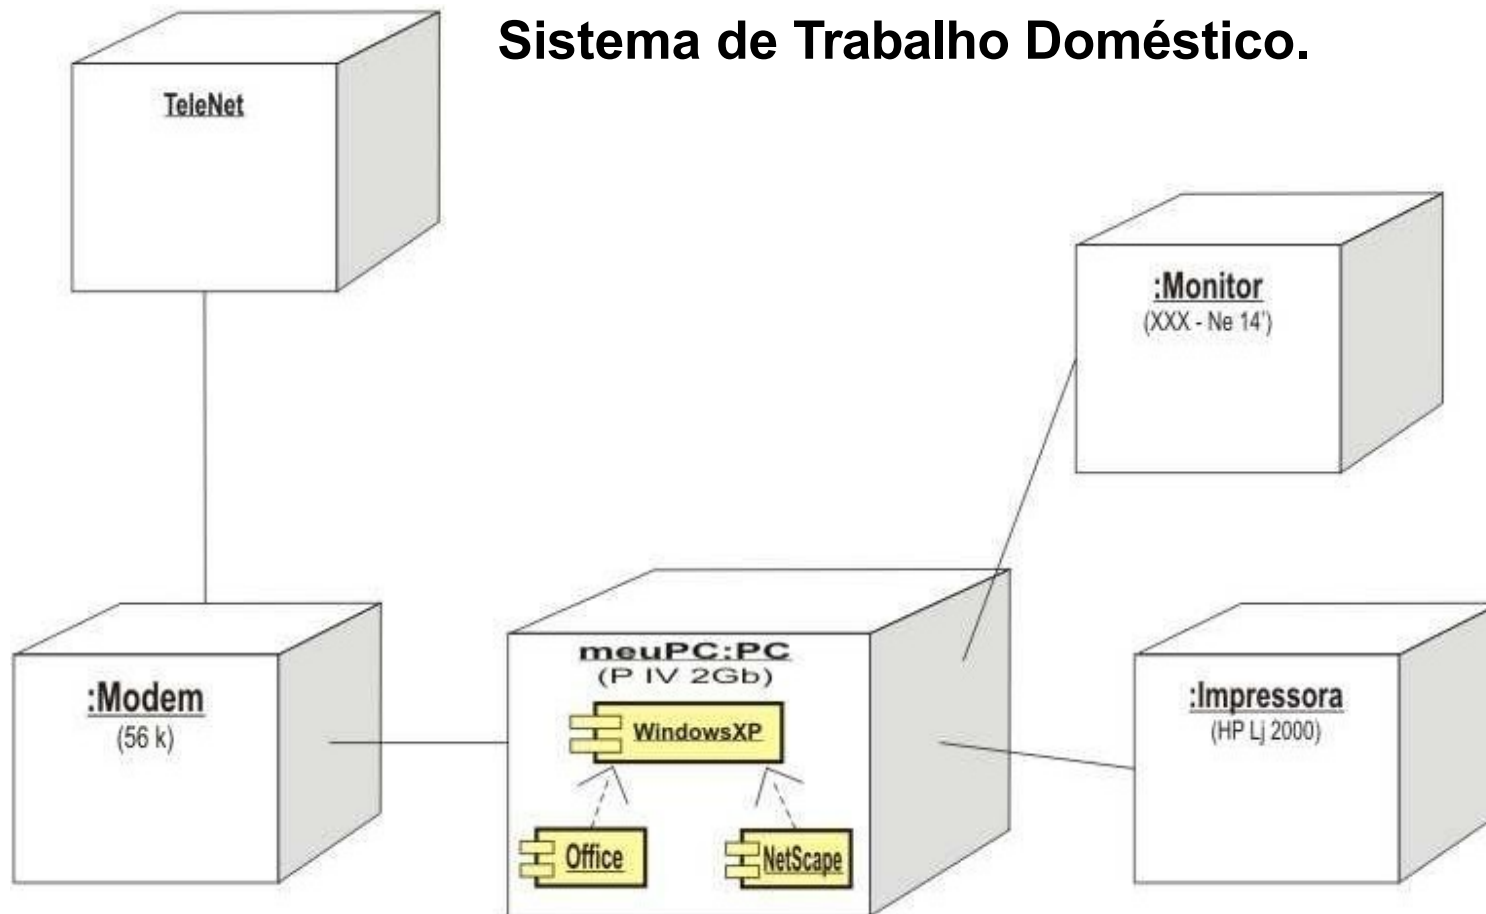 Sistema de Trabalho Doméstico.
TeleNet
:Monitor
(XXX - Ne 14')
:Modem
(56 k)
meuPC:PC
(P IV 2Gb)
WindowsXP
Office
NetScape
:Impressora
(HP Lj 2000)